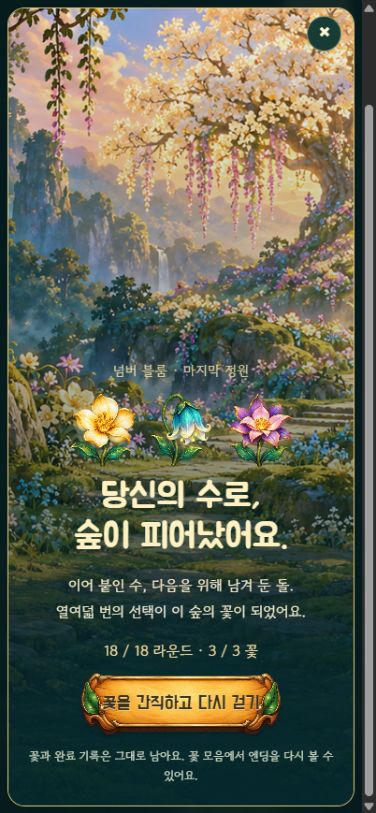 넘버 블룸 · 마지막 정원
당신의 수로,
숲이 피어났어요.
이어 붙인 수, 다음을 위해 남겨 둔 돌.
열여덟 번의 선택이 이 숲의 꽃이 되었어요.
18 / 18 라운드 · 3 / 3 꽃
꽃을 간직하고 다시 걷기
꽃과 완료 기록은 그대로 남아요. 꽃 모음에서 엔딩을 다시 볼 수
있어요.